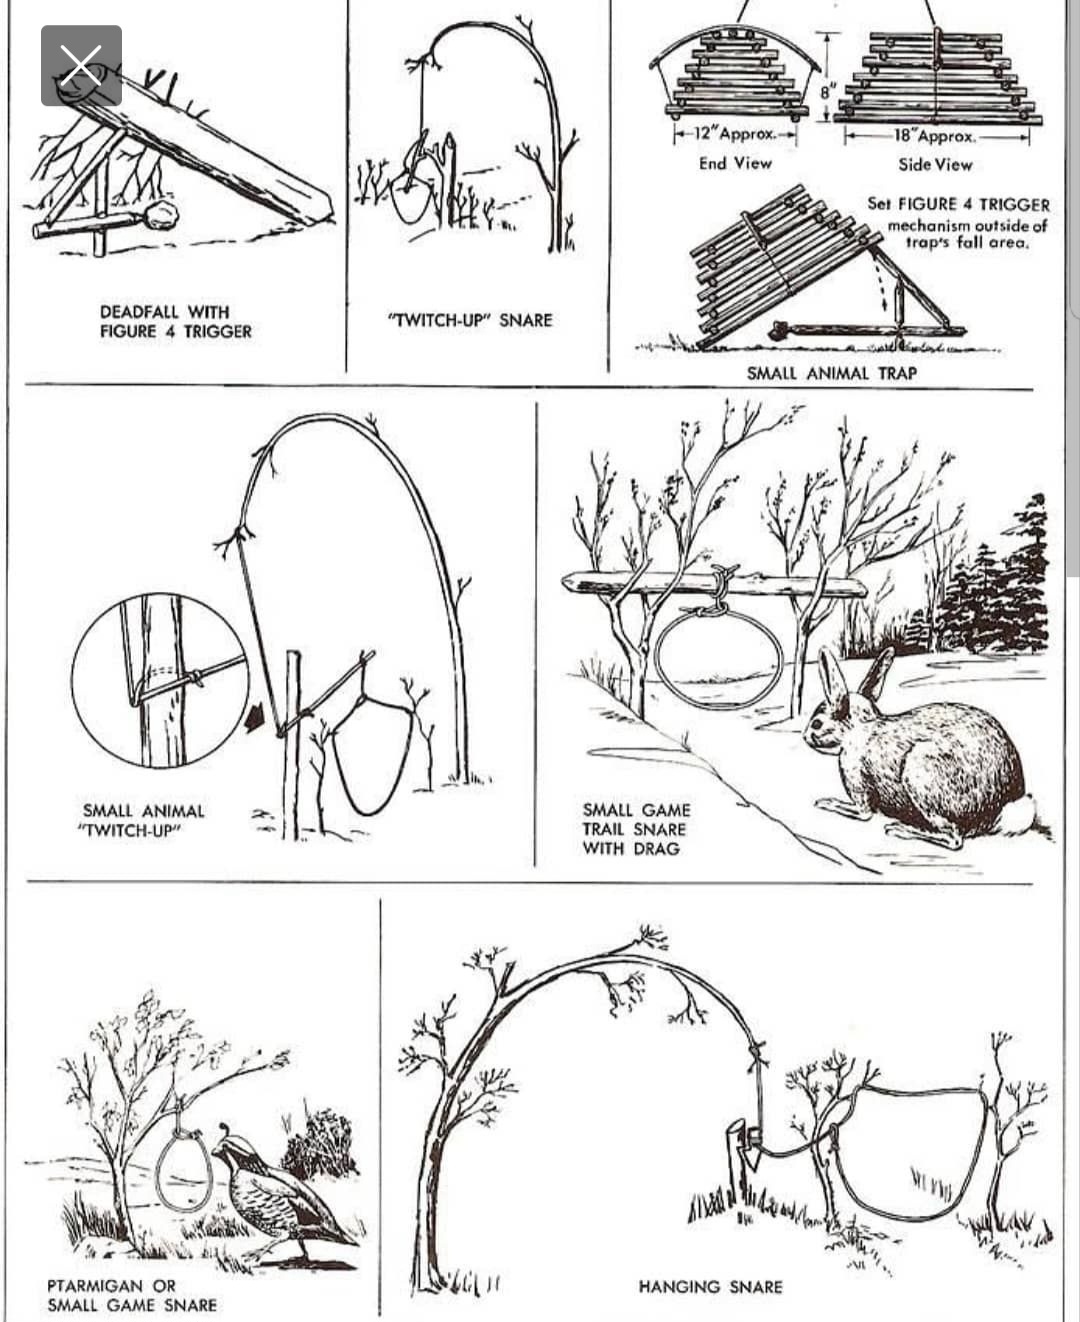 DEADFALL WITH
FIGURE 4 TRIGGER
"TWITCH-UP" SNARE
8"
12" Approx.
18" Approx.
End View
Side View
Set FIGURE 4 TRIGGER
mechanism outside of
trap's fall area.
SMALL ANIMAL TRAP
SMALL ANIMAL
"TWITCH-UP"
SMALL GAME
TRAIL SNARE
WITH DRAG
PTARMIGAN OR
SMALL GAME SNARE
HANGING SNARE